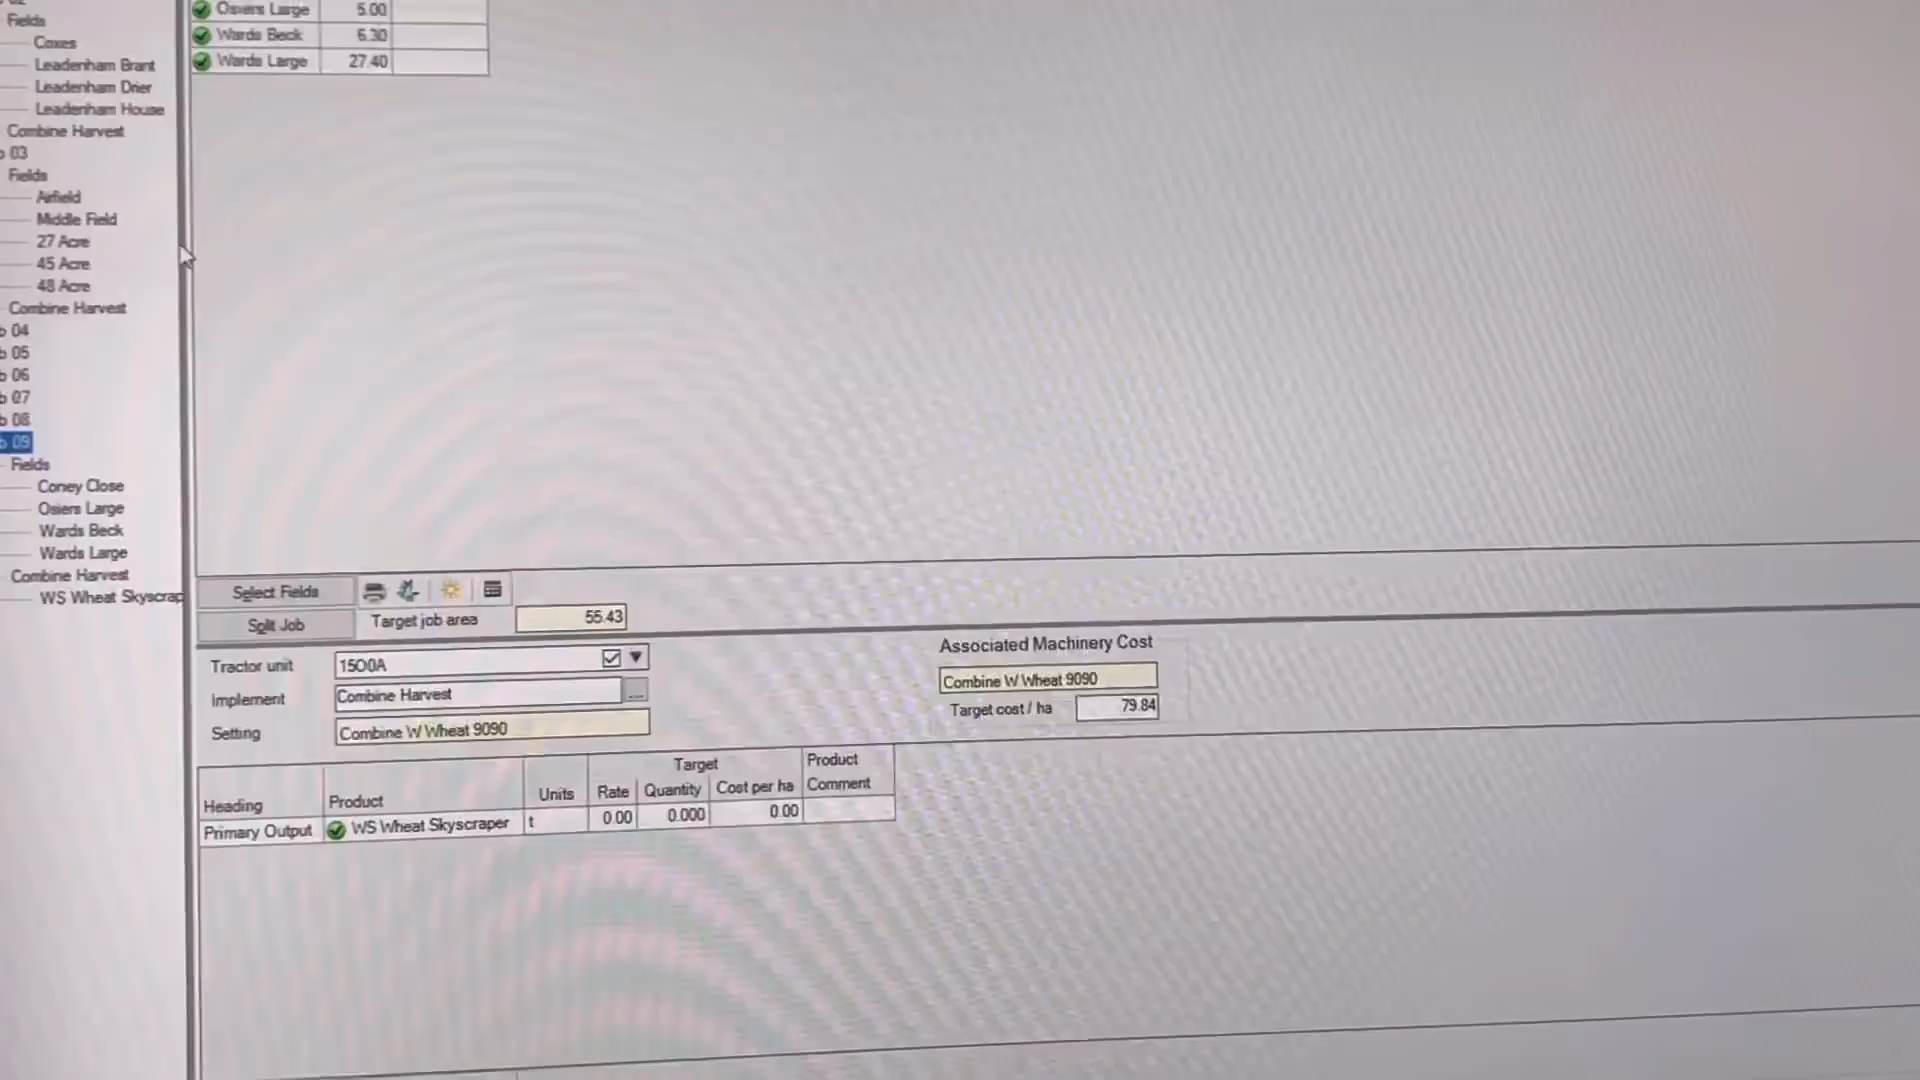 02
Fields
Coxes
Leadenham Brant
Leadenham Drier
Leadenham House
Combine Harvest
b 03
Fields
Airfield
Middle Field
27 Acre
45 Acre
48 Acre
Combine Harvest
b 04
b 05
b 06
b 07
b 08
b 09
Fields
Coney Close
Osiers Large
Wards Beck
Wards Large
Combine Harvest
WS Wheat Skyscrap
Osiers Large 5.00
Wards Beck 6.30
Wards Large 27.40
Select Fields
Split Job Target job area 55.43
Tractor unit 1500A
Implement Combine Harvest ...
Setting Combine W Wheat 9090
Associated Machinery Cost
Combine W Wheat 9090
Target cost / ha 79.84
Target Product
Heading Product Units Rate Quantity Cost per ha Comment
Primary Output WS Wheat Skyscraper t 0.00 0.000 0.00